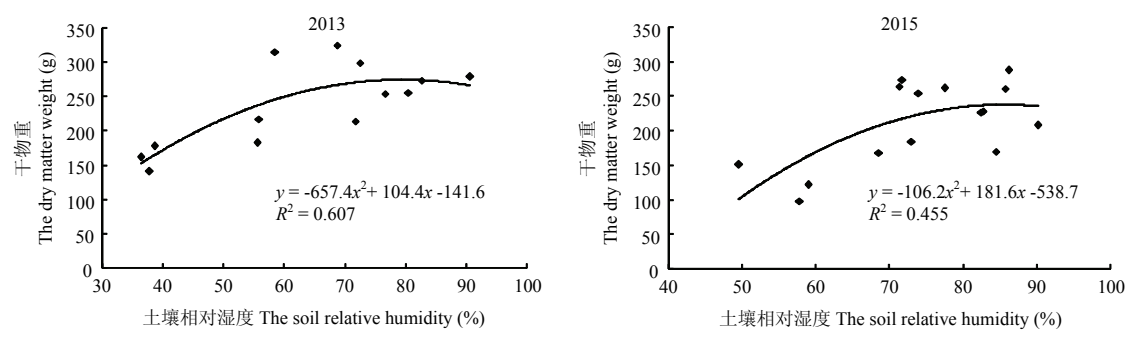 2013
350
300
250
200
150
100
50
0
干物重
The dry matter weight (g)
y = -657.4x²+ 104.4x -141.6
R² = 0.607
30 40 50 60 70 80 90 100
土壤相对湿度 The soil relative humidity (%)
2015
350
300
250
200
150
100
50
0
干物重
The dry matter weight (g)
y = -106.2x²+ 181.6x -538.7
R² = 0.455
40 50 60 70 80 90 100
土壤相对湿度 The soil relative humidity (%)